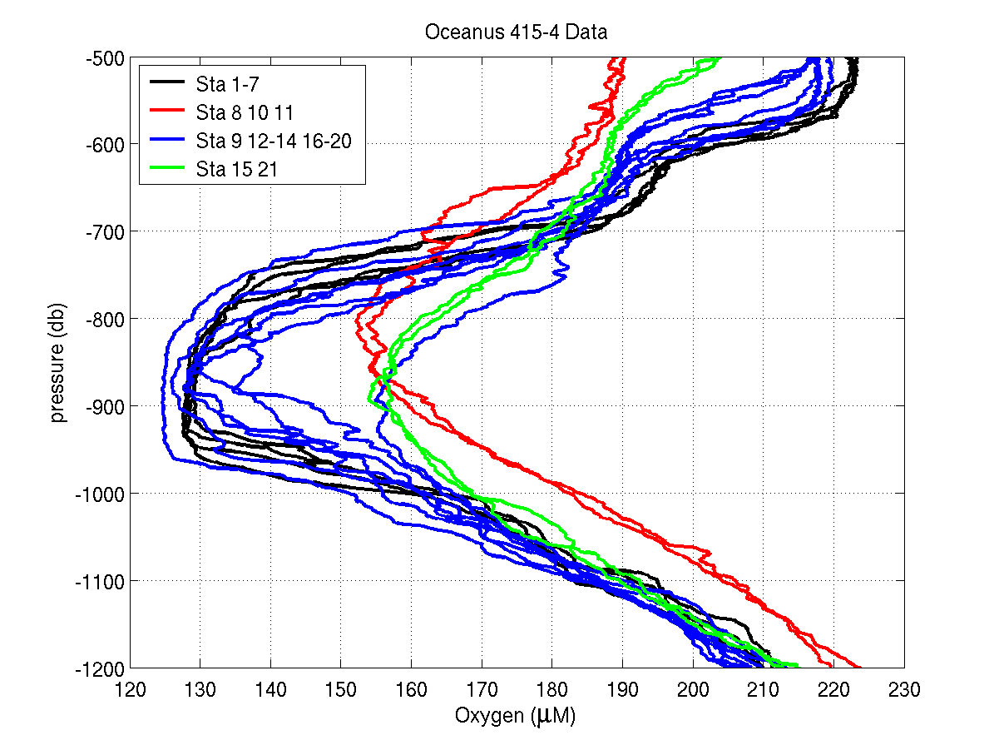 Oceanus 415-4 Data
-500
Sta 1-7
Sta 8 10 11
Sta 9 12-14 16-20
Sta 15 21
-600
-700
-800
-900
-1000
-1100
-1200
pressure (db)
120 130 140 150 160 170 180 190 200 210 220 230
Oxygen (μM)